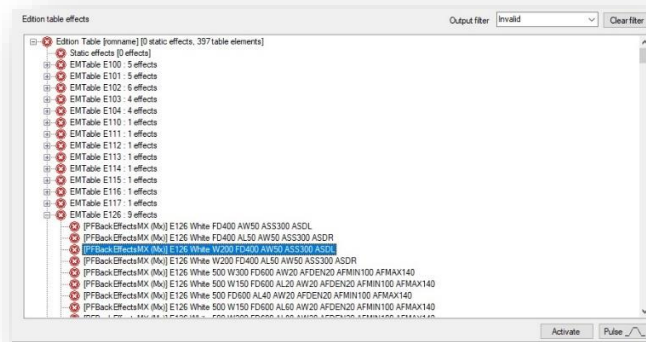 Edition table effects
Output filter Invalid Clear filter
Edition Table [romname] [0 static effects, 397 table elements]
Static effects [0 effects]
EMTable E100 : 5 effects
EMTable E101 : 5 effects
EMTable E102 : 6 effects
EMTable E103 : 4 effects
EMTable E104 : 4 effects
EMTable E110 : 1 effects
EMTable E111 : 1 effects
EMTable E112 : 1 effects
EMTable E113 : 1 effects
EMTable E114 : 1 effects
EMTable E115 : 1 effects
EMTable E116 : 1 effects
EMTable E117 : 1 effects
EMTable E126 : 9 effects
[PFBackEffectsMX (Mx)] E126 White FD400 AW50 ASS300 ASDL
[PFBackEffectsMX (Mx)] E126 White FD400 AL50 AW50 ASS300 ASDR
[PFBackEffectsMX (Mx)] E126 White W200 FD400 AW50 ASS300 ASDL
[PFBackEffectsMX (Mx)] E126 White W200 FD400 AL50 AW50 ASS300 ASDR
[PFBackEffectsMX (Mx)] E126 White 500 W300 FD600 AW20 AFDEN20 AFMIN100 AFMAX140
[PFBackEffectsMX (Mx)] E126 White 500 W150 FD600 AL20 AW20 AFDEN20 AFMIN100 AFMAX140
[PFBackEffectsMX (Mx)] E126 White 500 FD600 AL40 AW20 AFDEN20 AFMIN100 AFMAX140
[PFBackEffectsMX (Mx)] E126 White 500 W150 FD600 AL60 AW20 AFDEN20 AFMIN100 AFMAX140
Activate Pulse